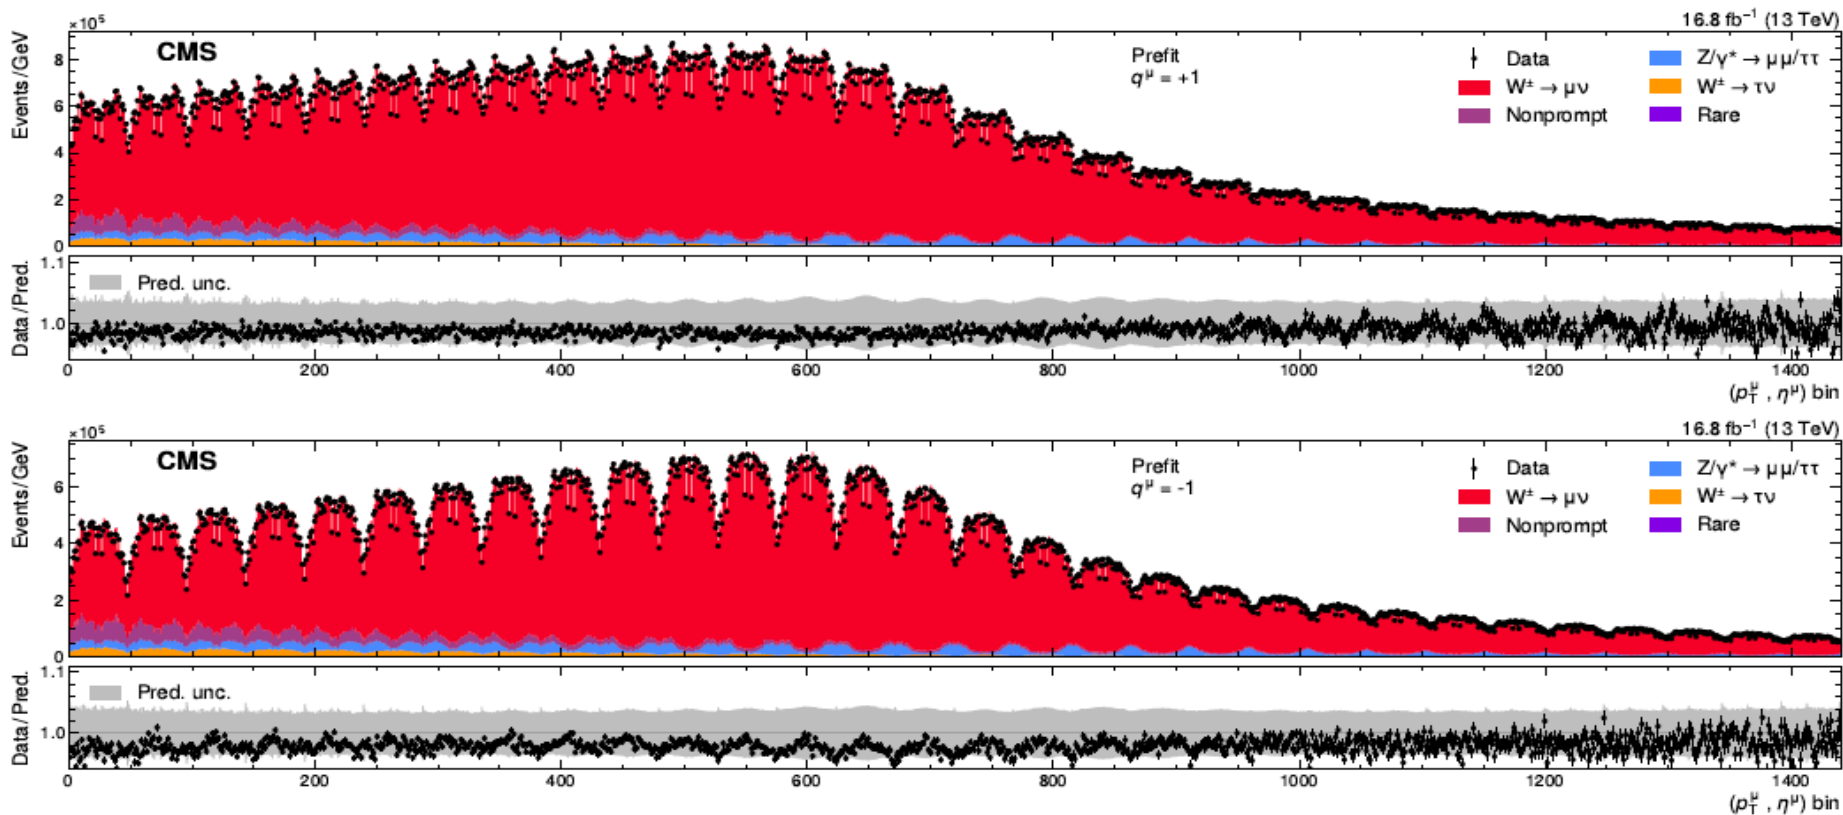 16.8 fb⁻¹ (13 TeV)
×10⁵
CMS
Prefit
qᵘ = +1
Data
W± → μν
Nonprompt
Z/γ* → μμ/ττ
W± → τν
Rare
Events/GeV
8
6
4
2
0
Pred. unc.
Data/Pred.
1.1
1.0
0 200 400 600 800 1000 1200 1400
(p_T^μ , η^μ) bin
16.8 fb⁻¹ (13 TeV)
×10⁵
CMS
Prefit
q^μ = -1
Data
W± → μν
Nonprompt
Z/γ* → μμ/ττ
W± → τν
Rare
Events/GeV
6
4
2
0
Pred. unc.
Data/Pred.
1.1
1.0
0 200 400 600 800 1000 1200 1400
(p_T^μ , η^μ) bin